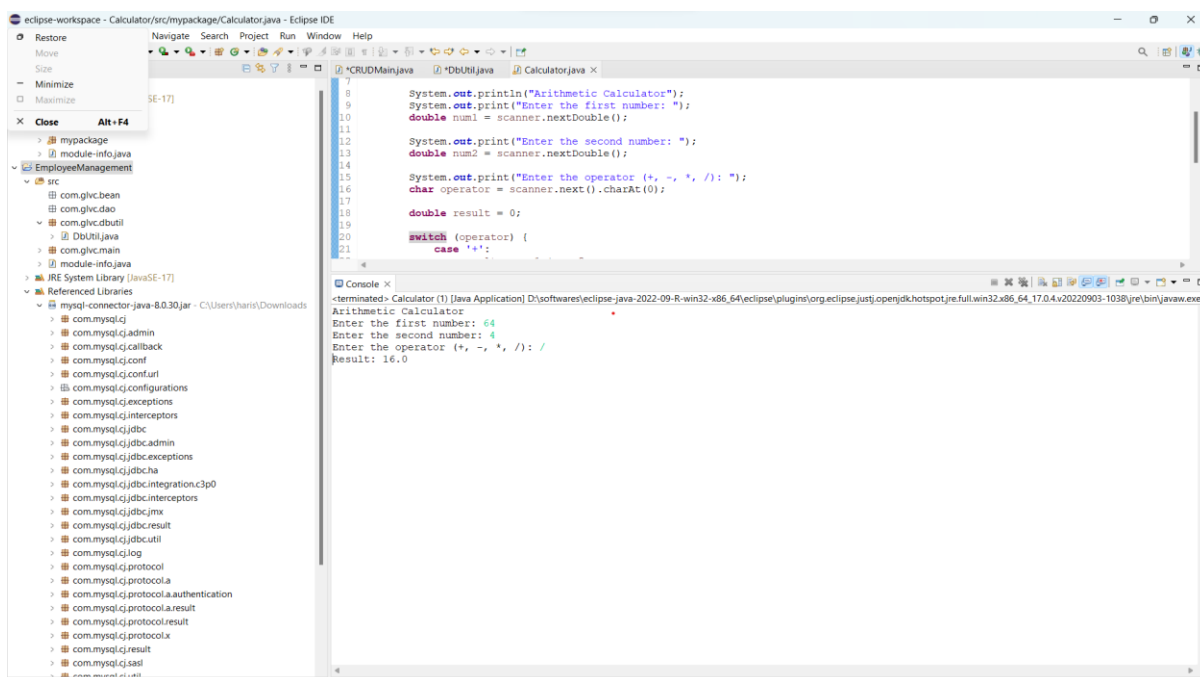 eclipse-workspace - Calculator/src/mypackage/Calculator.java - Eclipse IDE
Restore
Move
Size
Minimize
Maximize
Close Alt+F4
Navigate Search Project Run Window Help
SE-17]
mypackage
module-info.java
EmployeeManagement
src
com.glvc.bean
com.glvc.dao
com.glvc.dbutil
DbUtil.java
com.glvc.main
module-info.java
JRE System Library [JavaSE-17]
Referenced Libraries
mysql-connector-java-8.0.30.jar - C:\Users\haris\Downloads
com.mysql.cj
com.mysql.cj.admin
com.mysql.cj.callback
com.mysql.cj.conf
com.mysql.cj.conf.url
com.mysql.cj.configurations
com.mysql.cj.exceptions
com.mysql.cj.interceptors
com.mysql.cj.jdbc
com.mysql.cj.jdbc.admin
com.mysql.cj.jdbc.exceptions
com.mysql.cj.jdbc.ha
com.mysql.cj.jdbc.integration.c3p0
com.mysql.cj.jdbc.interceptors
com.mysql.cj.jdbc.jmx
com.mysql.cj.jdbc.result
com.mysql.cj.jdbc.util
com.mysql.cj.log
com.mysql.cj.protocol
com.mysql.cj.protocol.a
com.mysql.cj.protocol.a.authentication
com.mysql.cj.protocol.a.result
com.mysql.cj.protocol.result
com.mysql.cj.protocol.x
com.mysql.cj.result
com.mysql.cj.sasl
com.mysql.cj.util
*CRUDMain.java *DbUtil.java Calculator.java
7
8 System.out.println("Arithmetic Calculator");
9 System.out.print("Enter the first number: ");
10 double num1 = scanner.nextDouble();
11
12 System.out.print("Enter the second number: ");
13 double num2 = scanner.nextDouble();
14
15 System.out.print("Enter the operator (+, -, *, /): ");
16 char operator = scanner.next().charAt(0);
17
18 double result = 0;
19
20 switch (operator) {
21 case '+':
Console
<terminated> Calculator (1) [Java Application] D:\softwares\eclipse-java-2022-09-R-win32-x86_64\eclipse\plugins\org.eclipse.justj.openjdk.hotspot.jre.full.win32.x86_64_17.0.4.v20220903-1038\jre\bin\javaw.exe
Arithmetic Calculator
Enter the first number: 64
Enter the second number: 4
Enter the operator (+, -, *, /): /
Result: 16.0